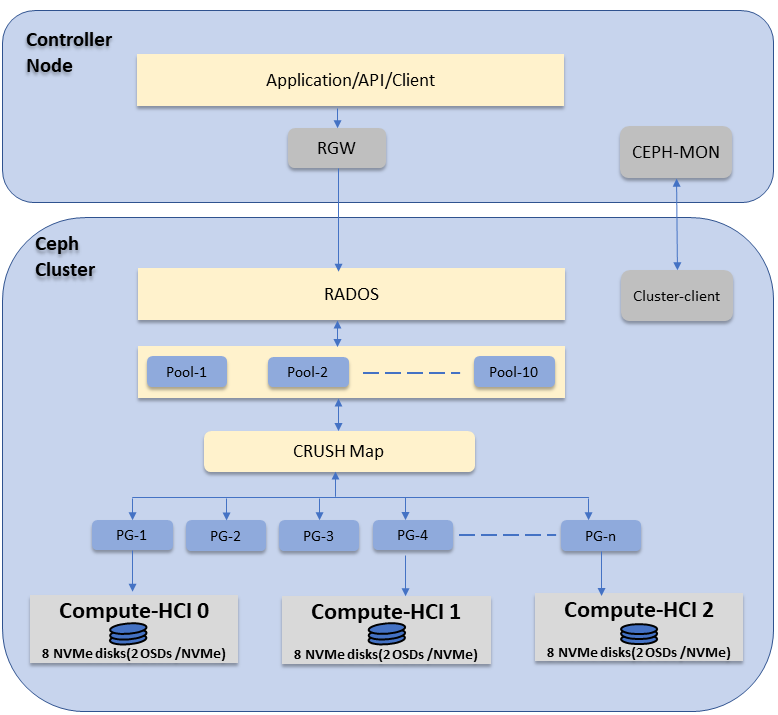 Controller
Node
Application/API/Client
RGW
CEPH-MON
Ceph
Cluster
RADOS
Cluster-client
Pool-1
Pool-2
Pool-10
CRUSH Map
PG-1
PG-2
PG-3
PG-4
PG-n
Compute-HCI 0
8 NVMe disks(2 OSDs /NVMe)
Compute-HCI 1
8 NVMe disks(2 OSDs /NVMe)
Compute-HCI 2
8 NVMe disks(2 OSDs /NVMe)